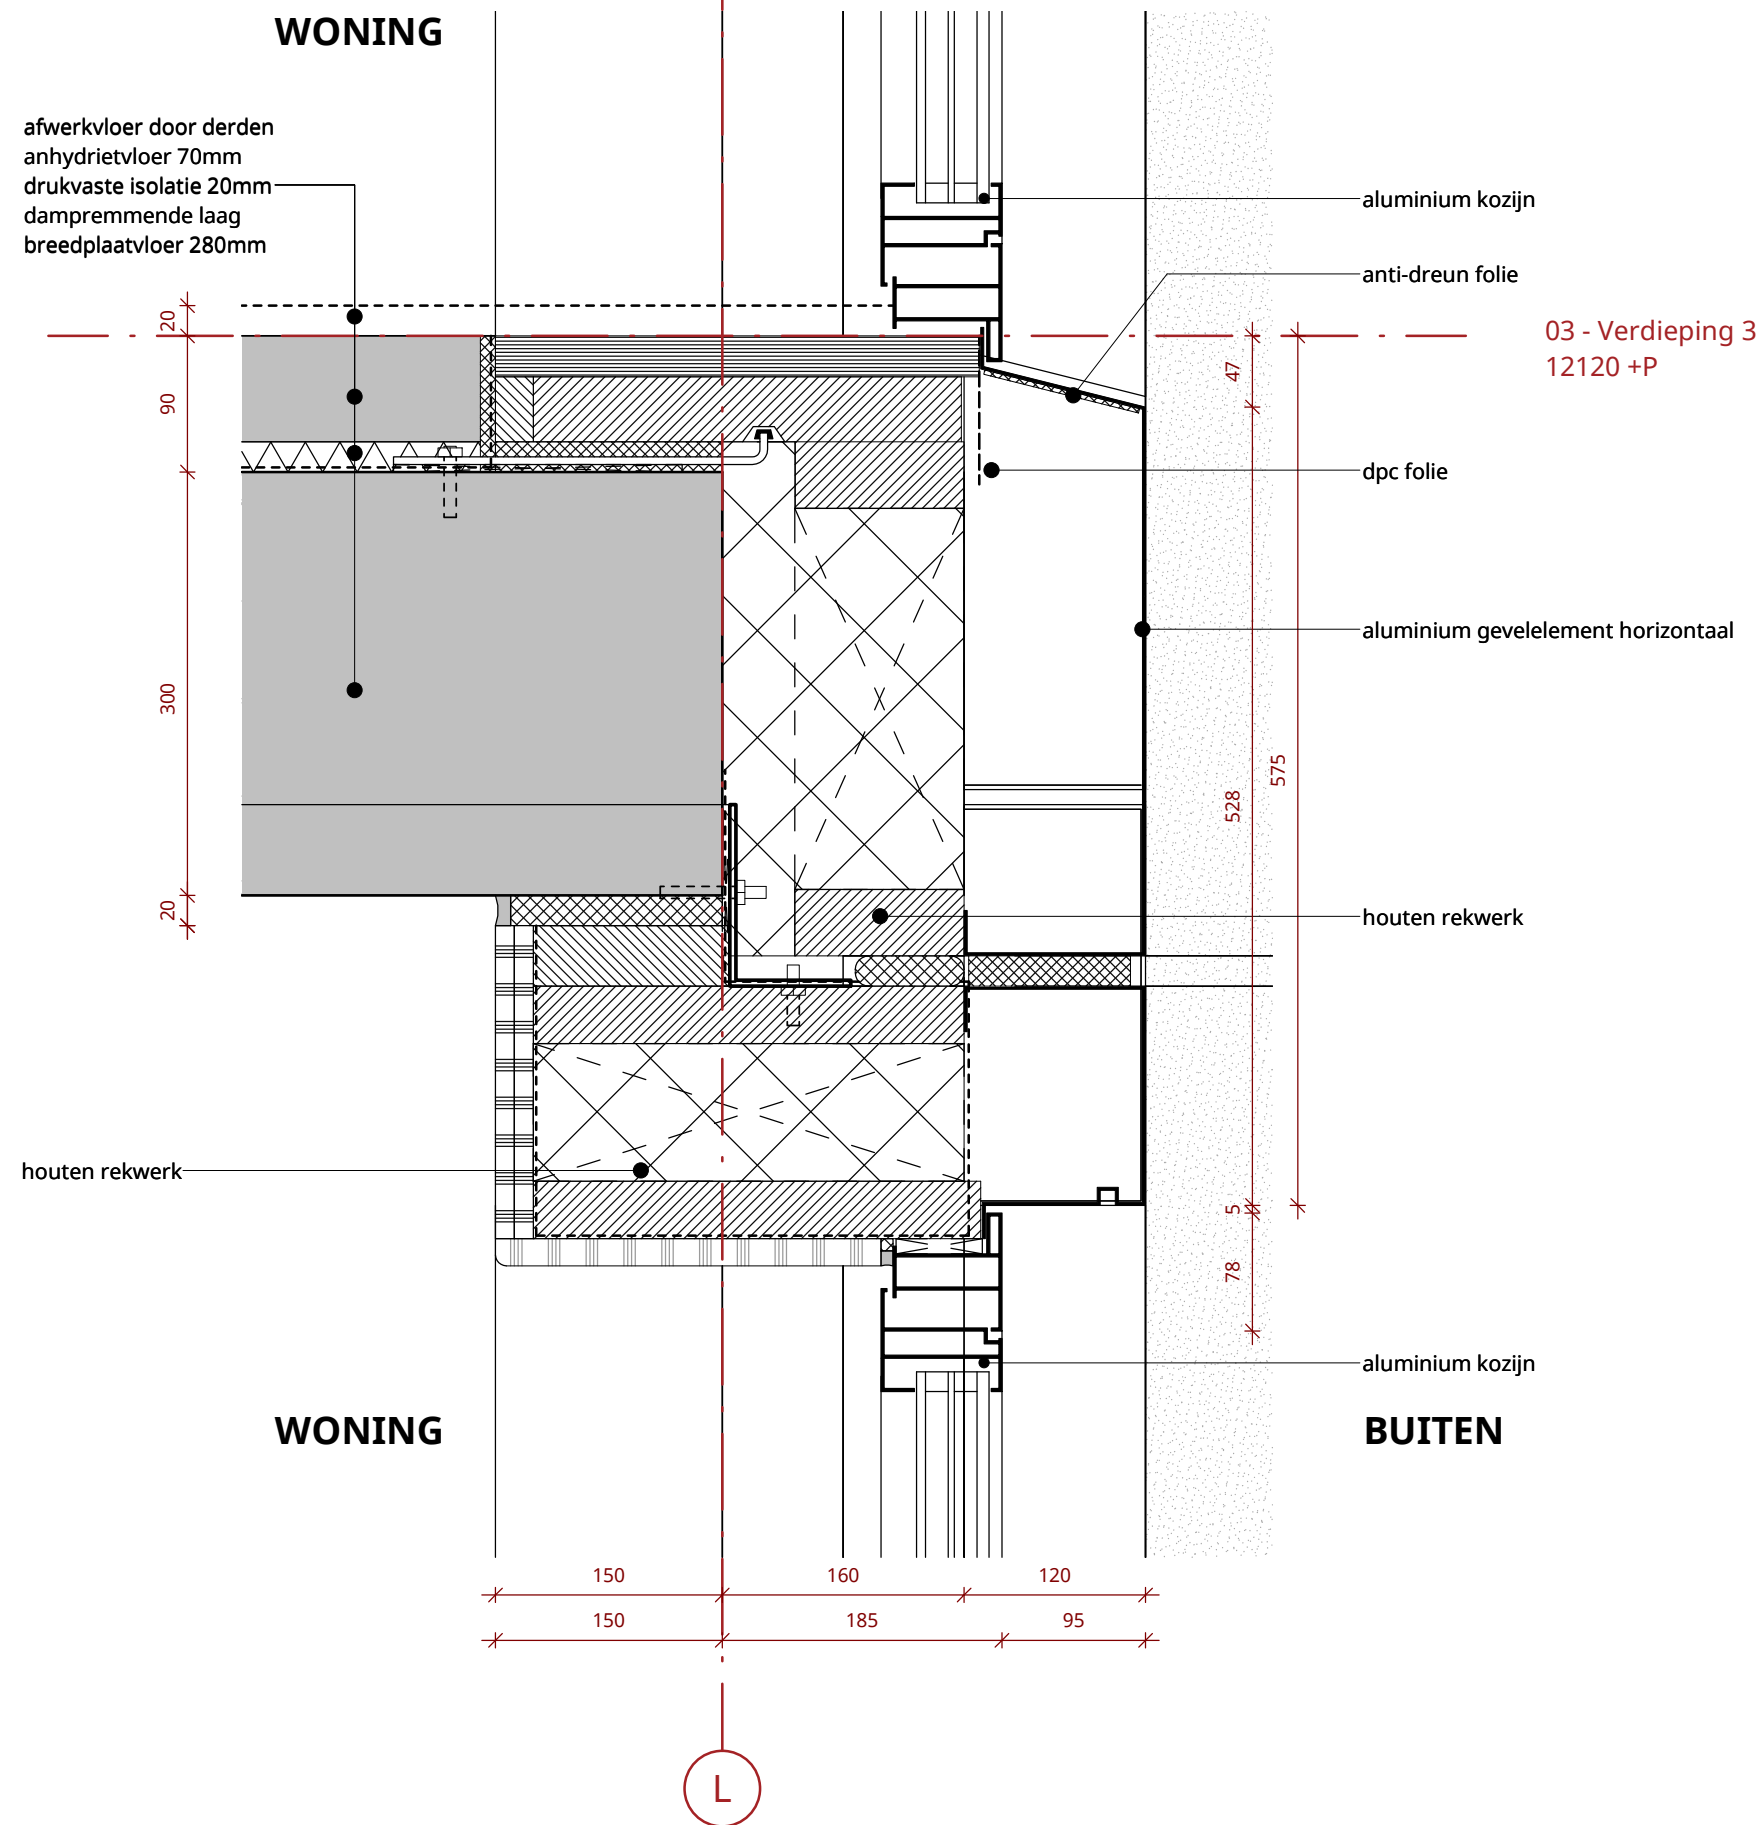 WONING
afwerkvloer door derden
anhydrietvloer 70mm
drukvaste isolatie 20mm
dampremmende laag
breedplaatvloer 280mm
aluminium kozijn
anti-dreun folie
03 - Verdieping 3
12120 +P
dpc folie
aluminium gevelelement horizontaal
houten rekwerk
houten rekwerk
aluminium kozijn
WONING
BUITEN
20
90
300
20
47
528
575
5
78
150
160
120
150
185
95
L